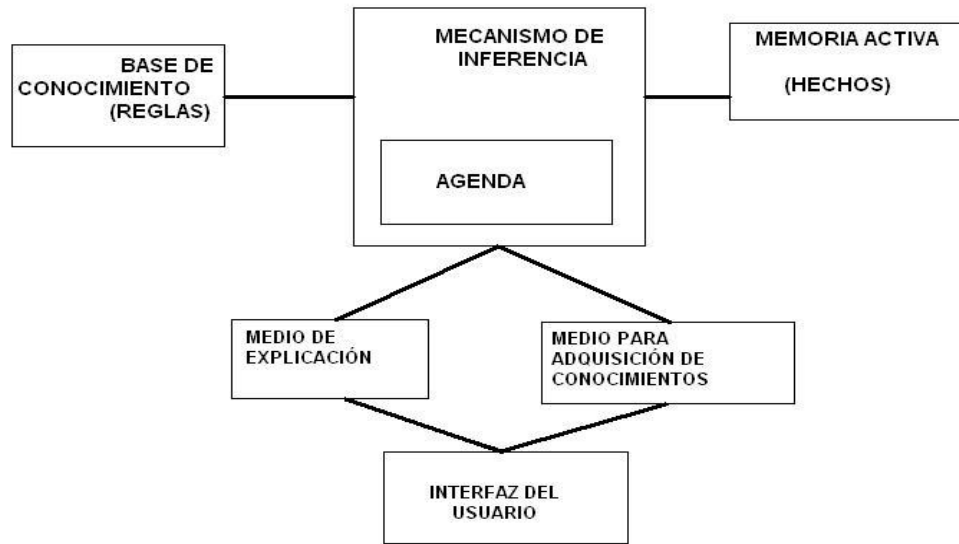 BASE DE
CONOCIMIENTO
(REGLAS)
MECANISMO DE
INFERENCIA
AGENDA
MEMORIA ACTIVA
(HECHOS)
MEDIO DE
EXPLICACIÓN
MEDIO PARA
ADQUISICIÓN DE
CONOCIMIENTOS
INTERFAZ DEL
USUARIO